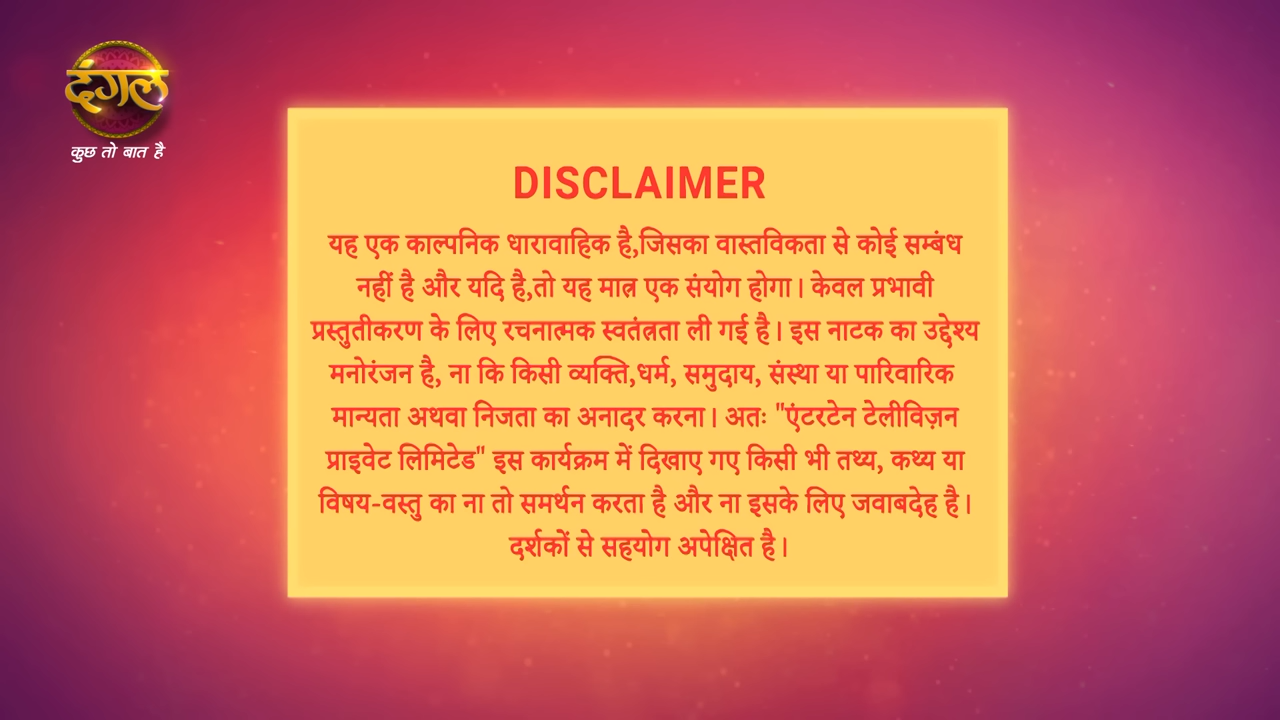 दंगल
कुछ तो बात है
DISCLAIMER
यह एक काल्पनिक धारावाहिक है,जिसका वास्तविकता से कोई सम्बंध
नहीं है और यदि है,तो यह मात्र एक संयोग होगा। केवल प्रभावी
प्रस्तुतीकरण के लिए रचनात्मक स्वतंत्रता ली गई है। इस नाटक का उद्देश्य
मनोरंजन है, ना कि किसी व्यक्ति,धर्म, समुदाय, संस्था या पारिवारिक
मान्यता अथवा निजता का अनादर करना। अतः "एंटरटेन टेलीविज़न
प्राइवेट लिमिटेड" इस कार्यक्रम में दिखाए गए किसी भी तथ्य, कथ्य या
विषय-वस्तु का ना तो समर्थन करता है और ना इसके लिए जवाबदेह है।
दर्शकों से सहयोग अपेक्षित है।